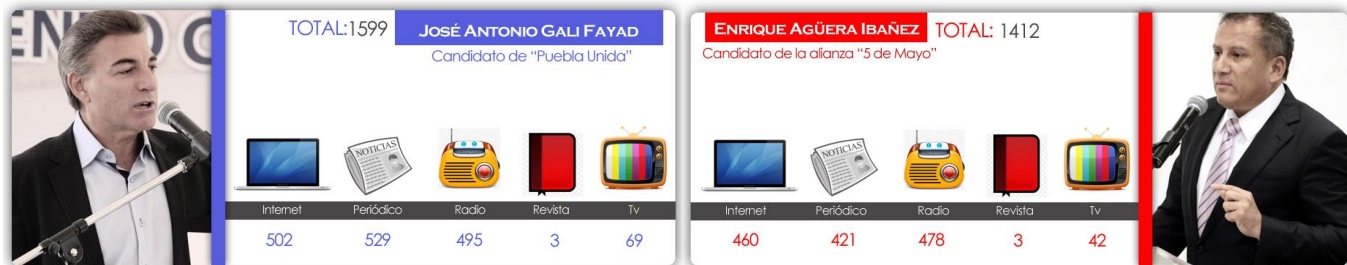 TOTAL:1599
JOSÉ ANTONIO GALI FAYAD
Candidato de “Puebla Unida”
NOTICIAS
Internet Periódico Radio Revista Tv
502 529 495 3 69
ENRIQUE AGÜERA IBAÑEZ TOTAL: 1412
Candidato de la alianza “5 de Mayo”
NOTICIAS
Internet Periódico Radio Revista Tv
460 421 478 3 42